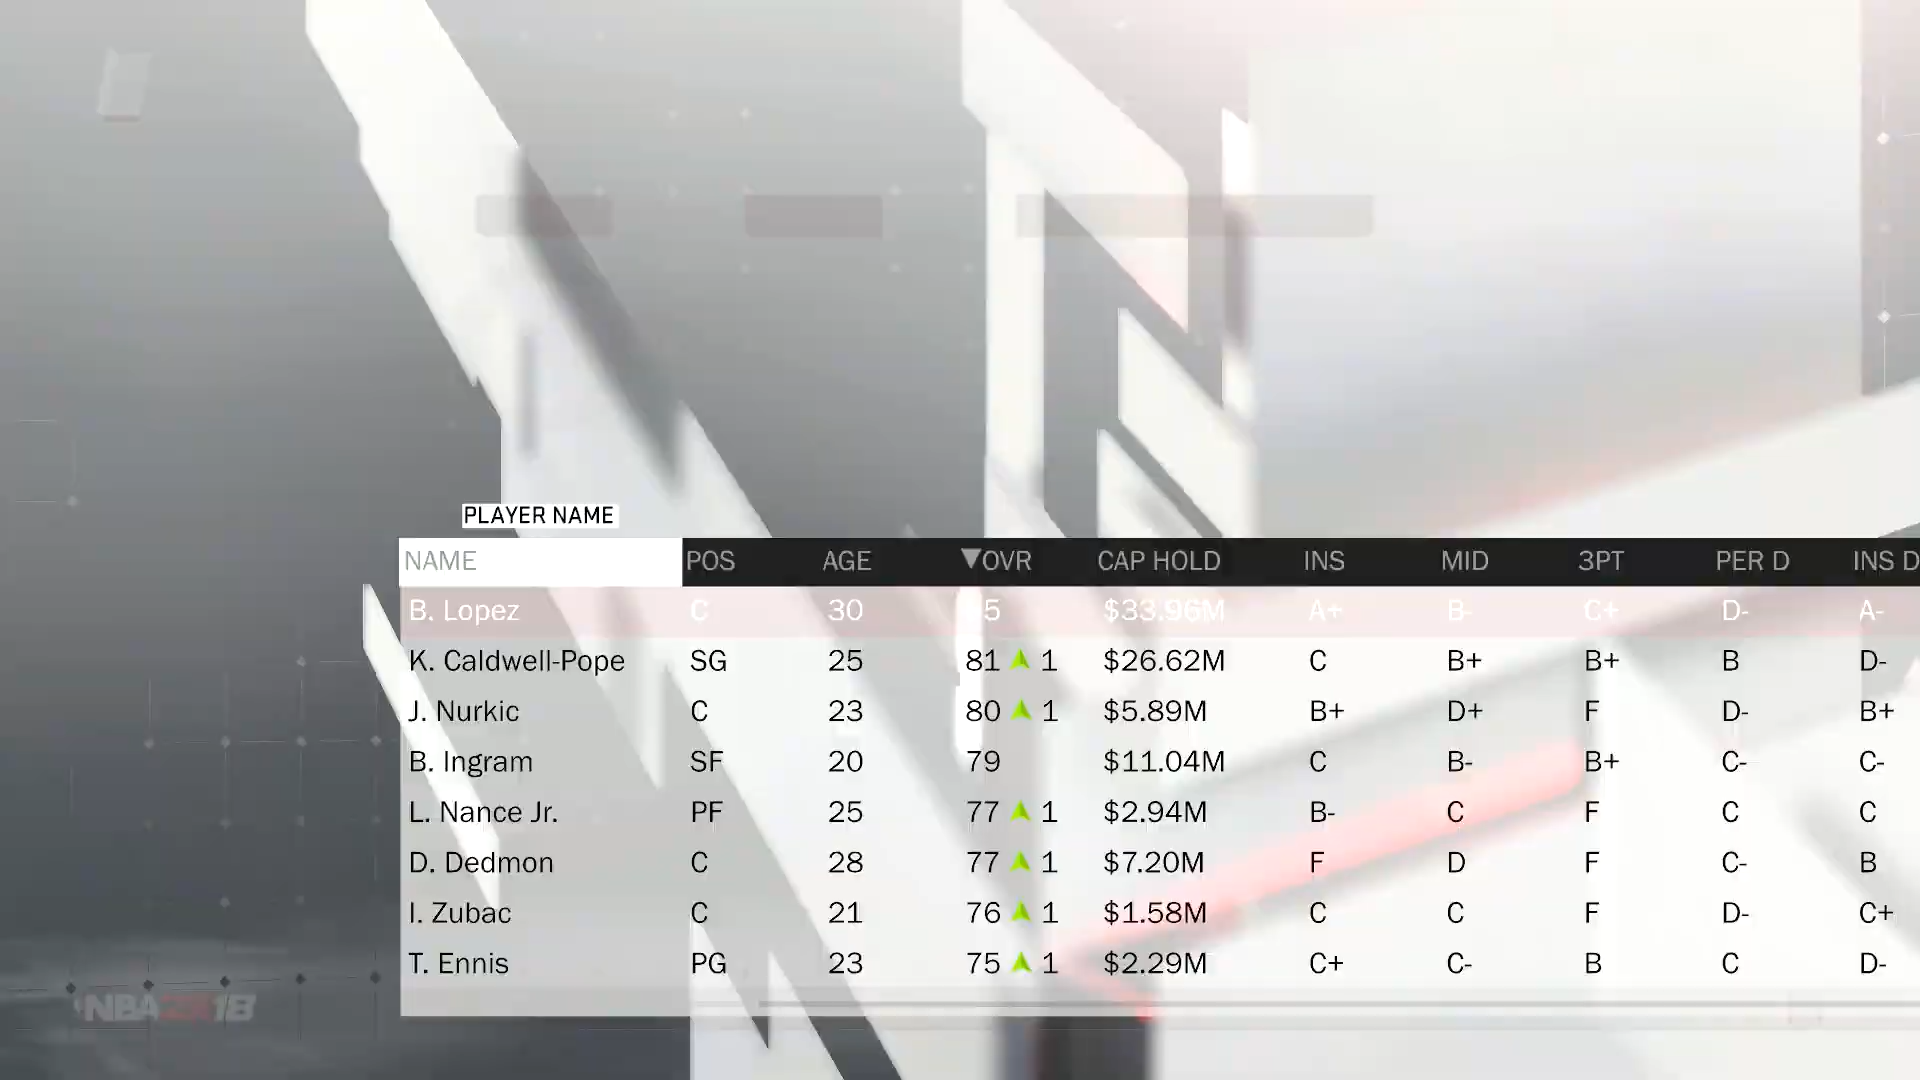 PLAYER NAME
NAME POS AGE ▼OVR CAP HOLD INS MID 3PT PER D INS D
B. Lopez C 30 5 $33.96M A+ B- C+ D- A-
K. Caldwell-Pope SG 25 81 ▲ 1 $26.62M C B+ B+ B D-
J. Nurkic C 23 80 ▲ 1 $5.89M B+ D+ F D- B+
B. Ingram SF 20 79 $11.04M C B- B+ C- C-
L. Nance Jr. PF 25 77 ▲ 1 $2.94M B- C F C C
D. Dedmon C 28 77 ▲ 1 $7.20M F D F C- B
I. Zubac C 21 76 ▲ 1 $1.58M C C F D- C+
T. Ennis PG 23 75 ▲ 1 $2.29M C+ C- B C D-
NBA2K18